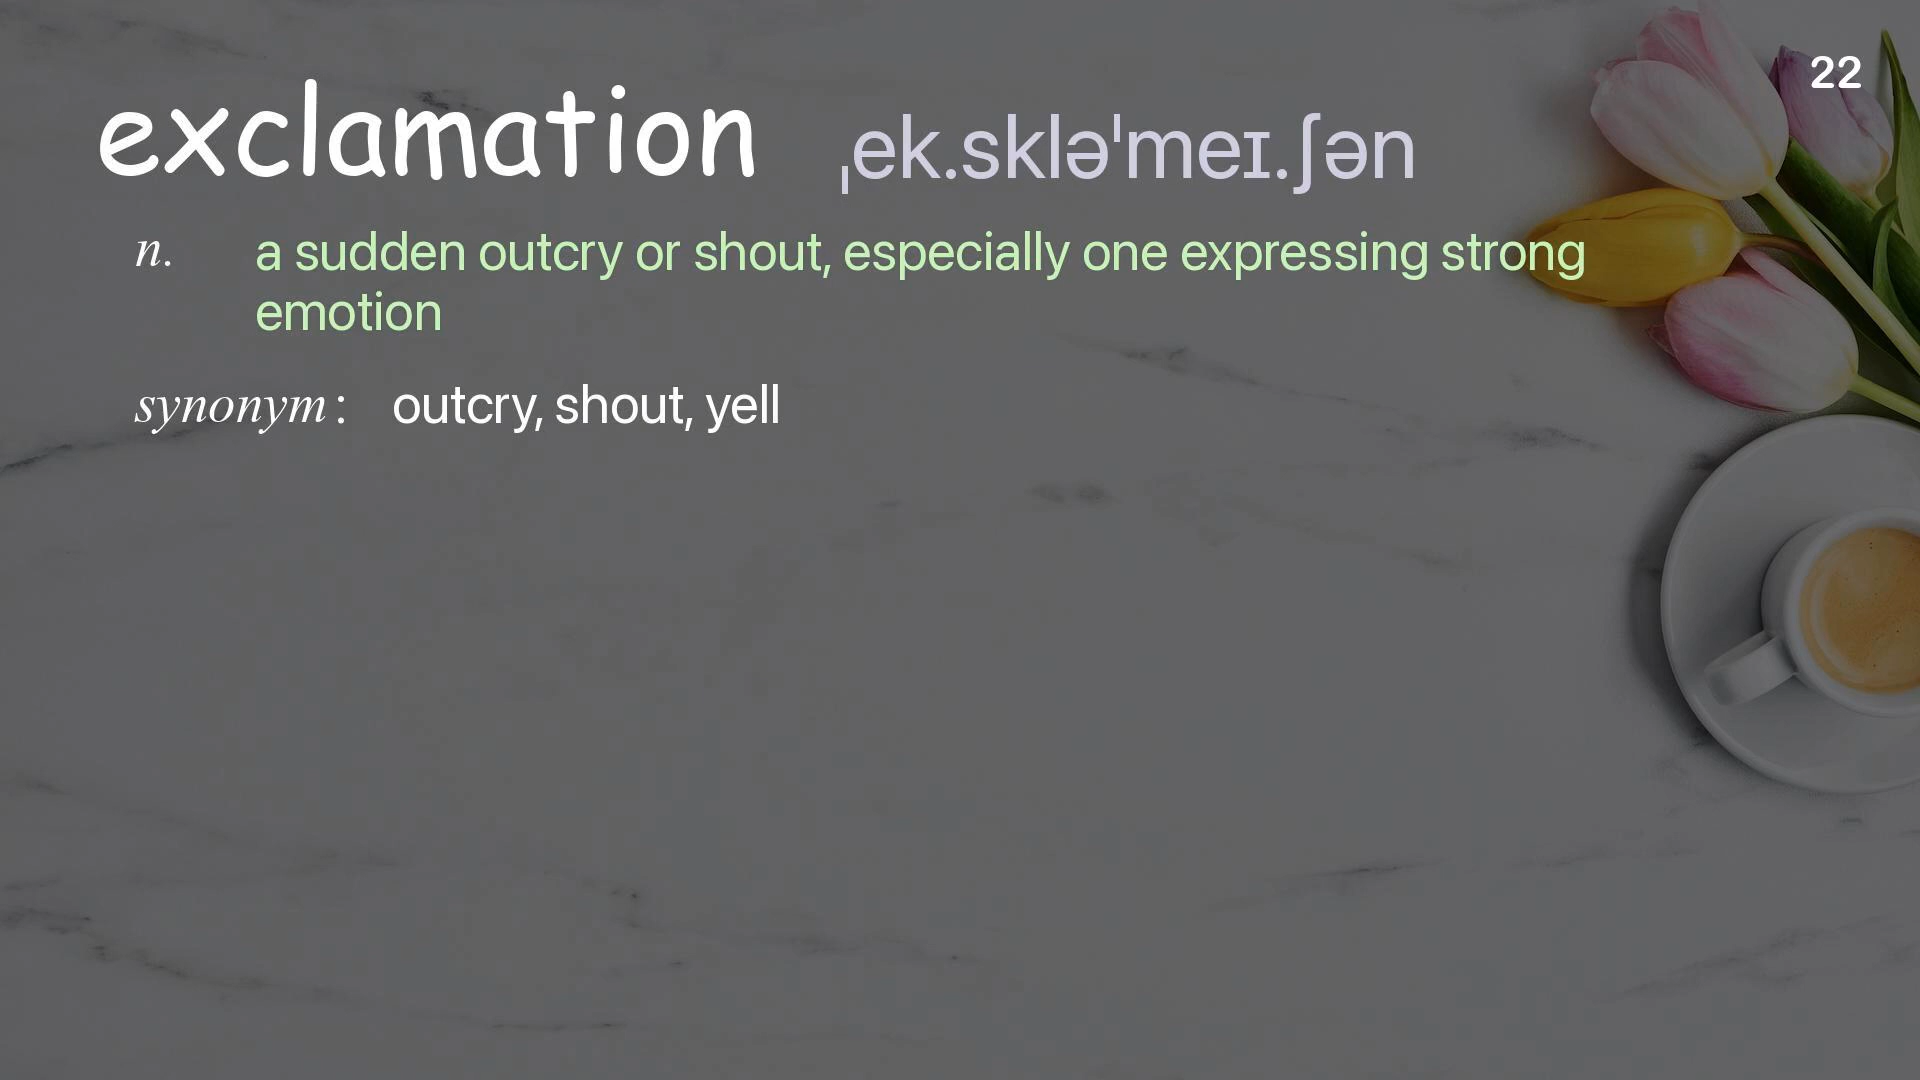 22
exclamation ˌek.skləˈmeɪ.ʃən
n. a sudden outcry or shout, especially one expressing strong
emotion
synonym: outcry, shout, yell